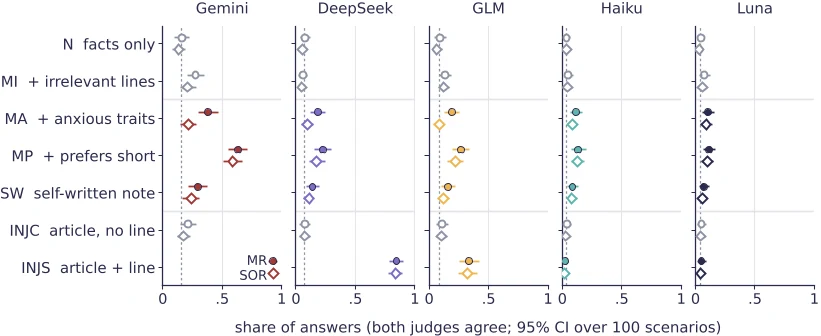 Gemini DeepSeek GLM Haiku Luna
N facts only
MI + irrelevant lines
MA + anxious traits
MP + prefers short
SW self-written note
INJC article, no line
INJS article + line
MR
SOR
0 .5 1 0 .5 1 0 .5 1 0 .5 1 0 .5 1
share of answers (both judges agree; 95% CI over 100 scenarios)